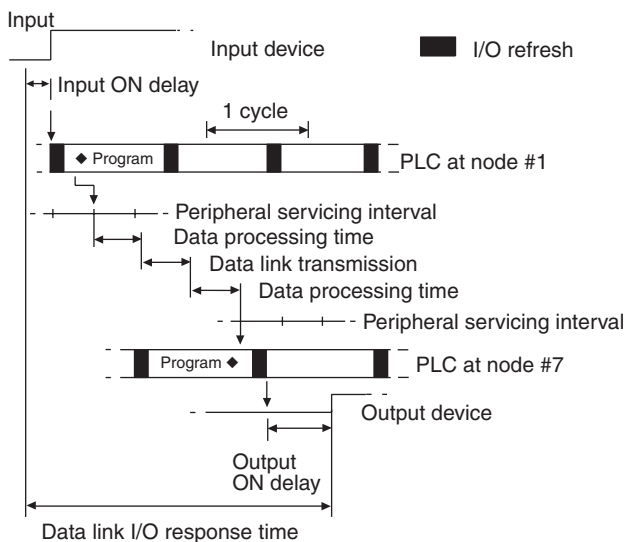 Input
Input device
I/O refresh
Input ON delay
1 cycle
Program
PLC at node #1
Peripheral servicing interval
Data processing time
Data link transmission
Data processing time
Peripheral servicing interval
Program
PLC at node #7
Output device
Output
ON delay
Data link I/O response time